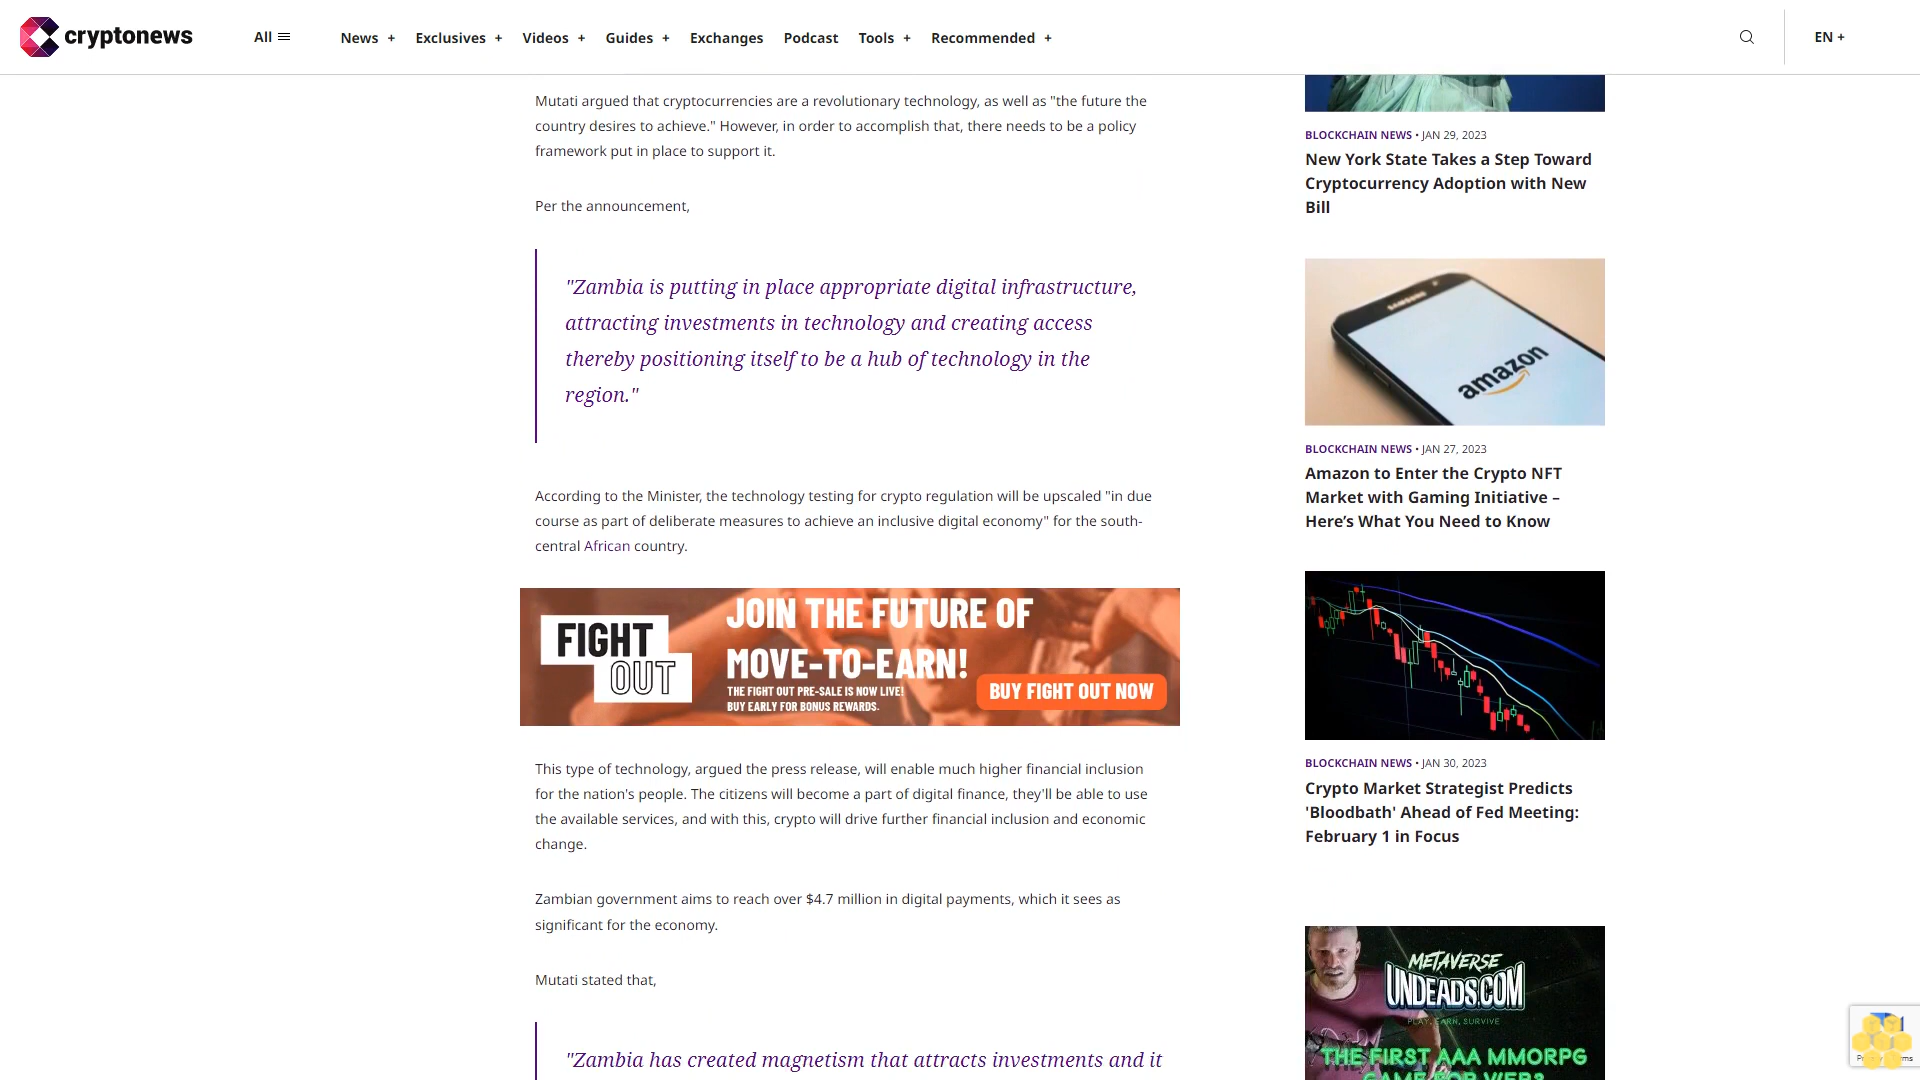 cryptonews
All
News +
Exclusives +
Videos +
Guides +
Exchanges
Podcast
Tools +
Recommended +
EN +
Mutati argued that cryptocurrencies are a revolutionary technology, as well as "the future the
country desires to achieve." However, in order to accomplish that, there needs to be a policy
framework put in place to support it.
Per the announcement,
"Zambia is putting in place appropriate digital infrastructure,
attracting investments in technology and creating access
thereby positioning itself to be a hub of technology in the
region."
According to the Minister, the technology testing for crypto regulation will be upscaled "in due
course as part of deliberate measures to achieve an inclusive digital economy" for the south-
central African country.
FIGHT
OUT
JOIN THE FUTURE OF
MOVE-TO-EARN!
THE FIGHT OUT PRE-SALE IS NOW LIVE!
BUY EARLY FOR BONUS REWARDS.
BUY FIGHT OUT NOW
This type of technology, argued the press release, will enable much higher financial inclusion
for the nation's people. The citizens will become a part of digital finance, they'll be able to use
the available services, and with this, crypto will drive further financial inclusion and economic
change.
Zambian government aims to reach over $4.7 million in digital payments, which it sees as
significant for the economy.
Mutati stated that,
"Zambia has created magnetism that attracts investments and it
BLOCKCHAIN NEWS • JAN 29, 2023
New York State Takes a Step Toward
Cryptocurrency Adoption with New
Bill
SAMSUNG
amazon
BLOCKCHAIN NEWS • JAN 27, 2023
Amazon to Enter the Crypto NFT
Market with Gaming Initiative –
Here's What You Need to Know
BLOCKCHAIN NEWS • JAN 30, 2023
Crypto Market Strategist Predicts
'Bloodbath' Ahead of Fed Meeting:
February 1 in Focus
METAVERSE
UNDEADS.COM
PLAY, EARN, SURVIVE
THE FIRST AAA MMORPG
GAME FOR WEB3